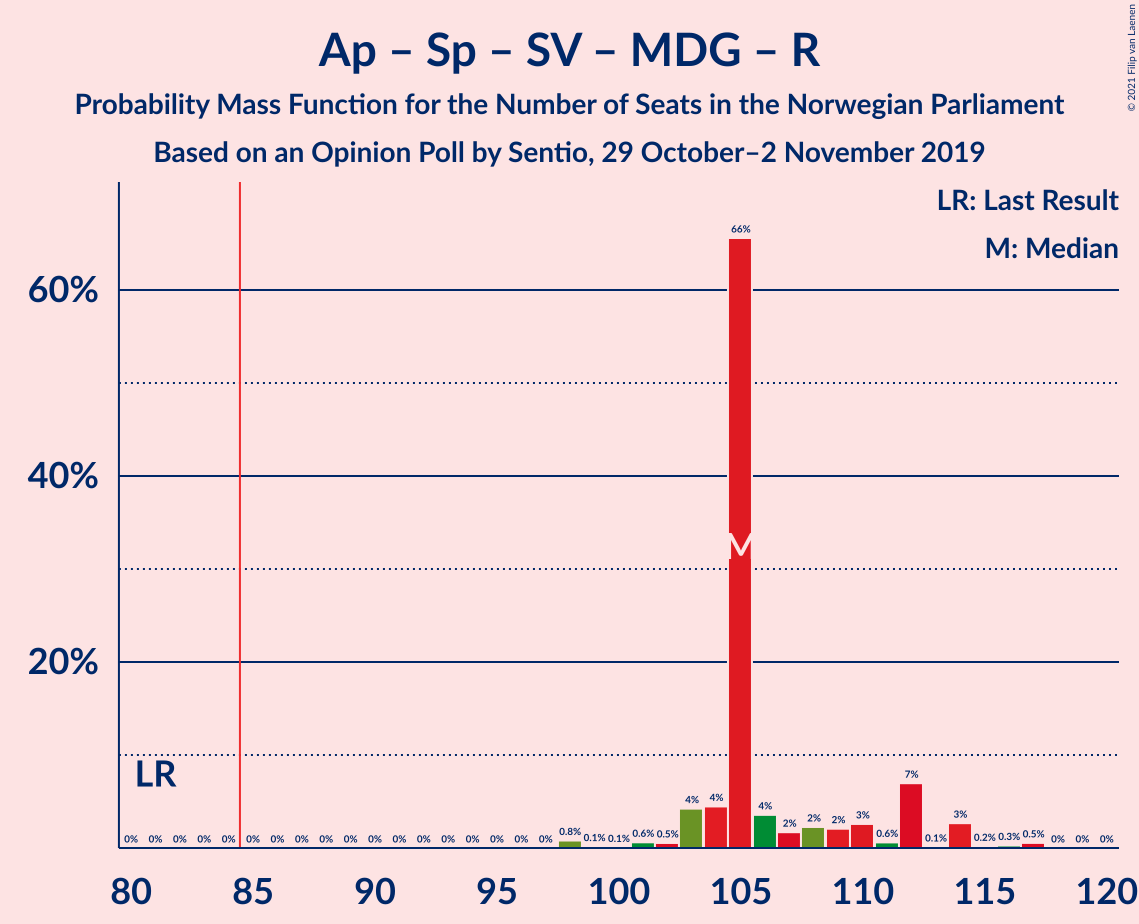 Ap – Sp – SV – MDG – R
Probability Mass Function for the Number of Seats in the Norwegian Parliament
Based on an Opinion Poll by Sentio, 29 October–2 November 2019
© 2021 Filip van Laenen
LR: Last Result
M: Median
60%
40%
20%
LR
M
0% 0% 0% 0% 0% 0% 0% 0% 0% 0% 0% 0% 0% 0% 0% 0% 0% 0% 0.8% 0.1% 0.1% 0.6% 0.5% 4% 4% 66% 4% 2% 2% 2% 3% 0.6% 7% 0.1% 3% 0.2% 0.3% 0.5% 0% 0% 0%
80 85 90 95 100 105 110 115 120